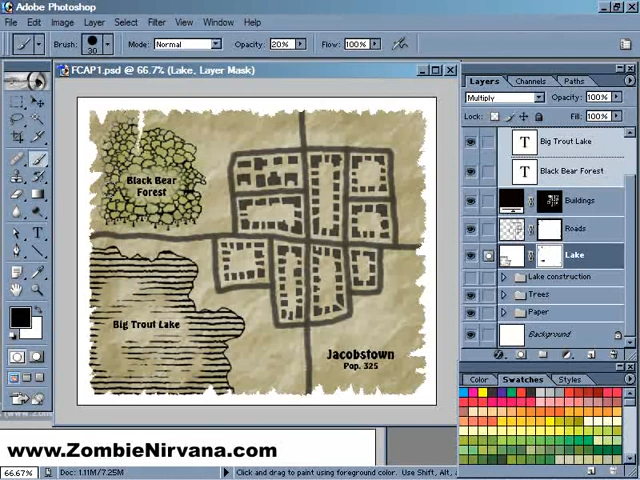 Adobe Photoshop
File Edit Image Layer Select Filter View Window Help
Brush: 30 Mode: Normal Opacity: 20% Flow: 100%
FCAP1.psd @ 66.7% (Lake, Layer Mask)
Black Bear
Forest
Big Trout Lake
Jacobstown
Pop. 325
Layers Channels Paths
Multiply Opacity: 100%
Lock: Fill: 100%
T Big Trout Lake
T Black Bear Forest
Buildings
Roads
Lake
Lake construction
Trees
Paper
Background
Color Swatches Styles
www.ZombieNirvana.com
66.67% Doc: 1.11M/7.25M Click and drag to paint using foreground color. Use Shift, Alt,